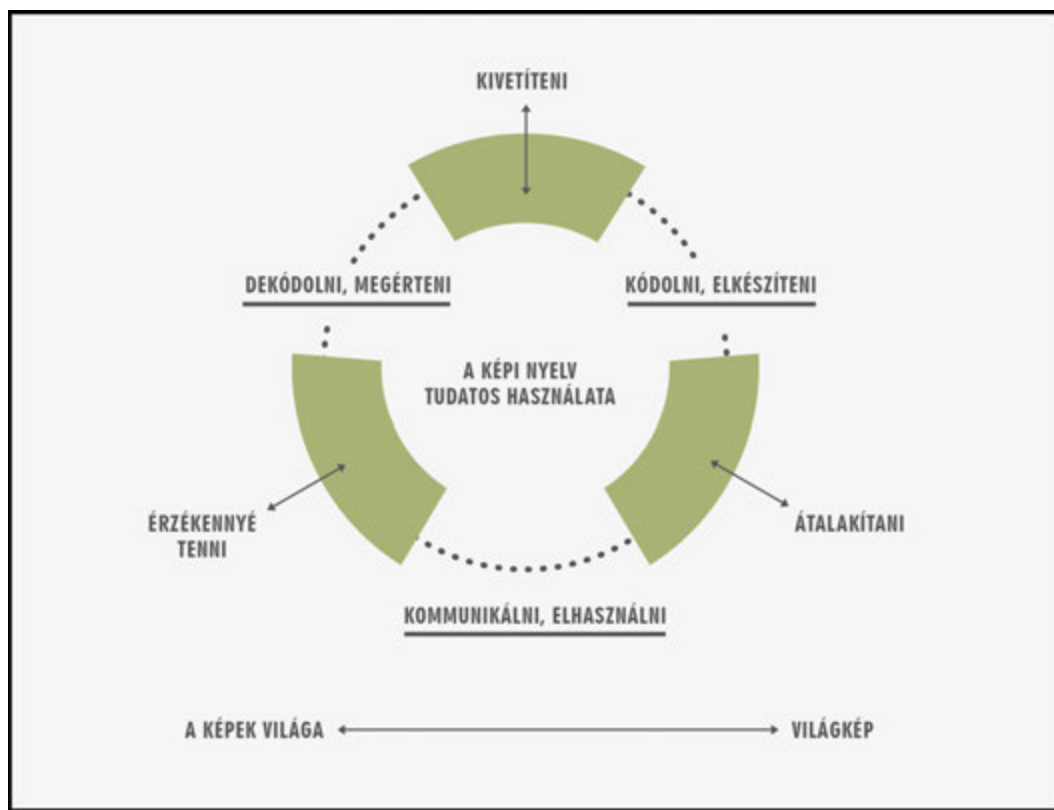 KIVETÍTENI
DEKÓDOLNI, MEGÉRTENI
KÓDOLNI, ELKÉSZÍTENI
A KÉPI NYELV
TUDATOS HASZNÁLATA
ÉRZÉKENNYÉ
TENNI
ÁTALAKÍTANI
KOMMUNIKÁLNI, ELHASZNÁLNI
A KÉPEK VILÁGA
VILÁGKÉP